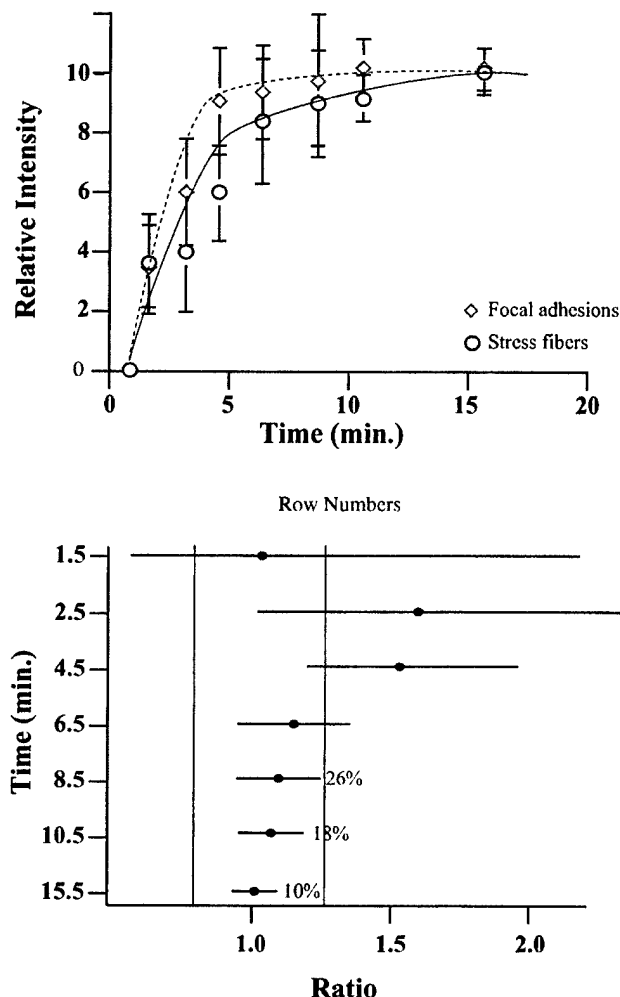 Relative Intensity
10
8
6
4
2
0
Focal adhesions
Stress fibers
0 5 10 15 20
Time (min.)
Row Numbers
Time (min.)
1.5
2.5
4.5
6.5
8.5
26%
10.5
18%
15.5
10%
1.0 1.5 2.0
Ratio